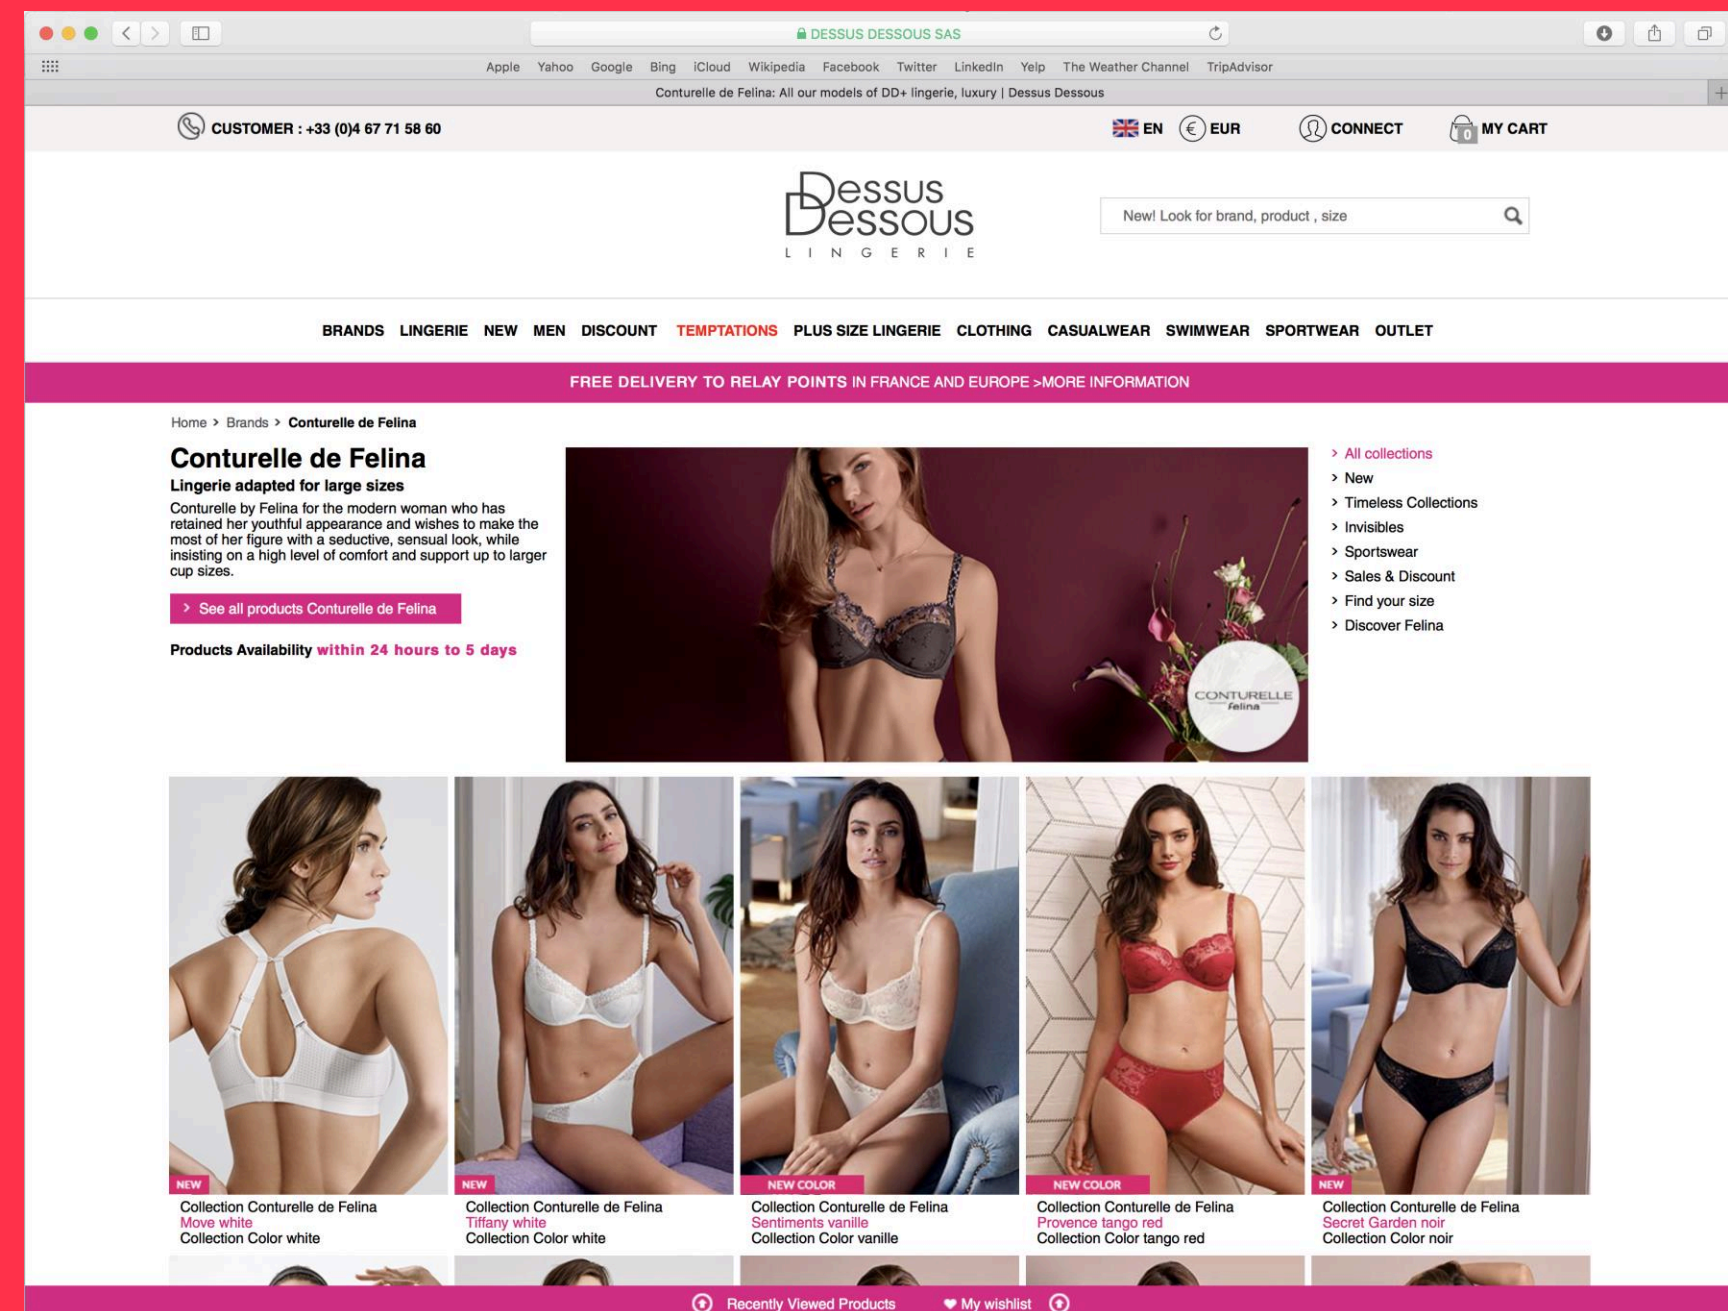 DESSUS DESSOUS SAS
Apple Yahoo Google Bing iCloud Wikipedia Facebook Twitter LinkedIn Yelp The Weather Channel TripAdvisor
Conturelle de Felina: All our models of DD+ lingerie, luxury | Dessus Dessous
CUSTOMER : +33 (0)4 67 71 58 60
EN € EUR CONNECT 0 MY CART
Dessus
Dessous
LINGERIE
New! Look for brand, product , size
BRANDS LINGERIE NEW MEN DISCOUNT TEMPTATIONS PLUS SIZE LINGERIE CLOTHING CASUALWEAR SWIMWEAR SPORTWEAR OUTLET
FREE DELIVERY TO RELAY POINTS IN FRANCE AND EUROPE >MORE INFORMATION
Home > Brands > Conturelle de Felina
Conturelle de Felina
Lingerie adapted for large sizes
Conturelle by Felina for the modern woman who has
retained her youthful appearance and wishes to make the
most of her figure with a seductive, sensual look, while
insisting on a high level of comfort and support up to larger
cup sizes.
> See all products Conturelle de Felina
Products Availability within 24 hours to 5 days
CONTURELLE
felina
> All collections
> New
> Timeless Collections
> Invisibles
> Sportswear
> Sales & Discount
> Find your size
> Discover Felina
NEW
Collection Conturelle de Felina
Move white
Collection Color white
NEW
Collection Conturelle de Felina
Tiffany white
Collection Color white
NEW COLOR
Collection Conturelle de Felina
Sentiments vanille
Collection Color vanille
NEW COLOR
Collection Conturelle de Felina
Provence tango red
Collection Color tango red
NEW
Collection Conturelle de Felina
Secret Garden noir
Collection Color noir
Recently Viewed Products My wishlist